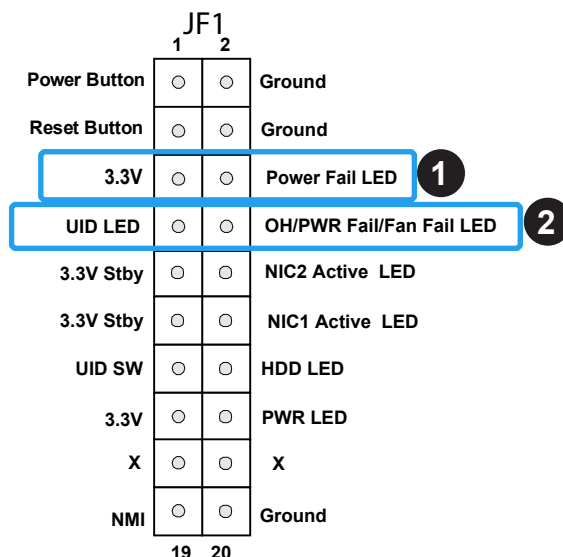 JF1
1 2
Power Button Ground
Reset Button Ground
3.3V Power Fail LED 1
UID LED OH/PWR Fail/Fan Fail LED 2
3.3V Stby NIC2 Active LED
3.3V Stby NIC1 Active LED
UID SW HDD LED
3.3V PWR LED
X X
NMI Ground
19 20